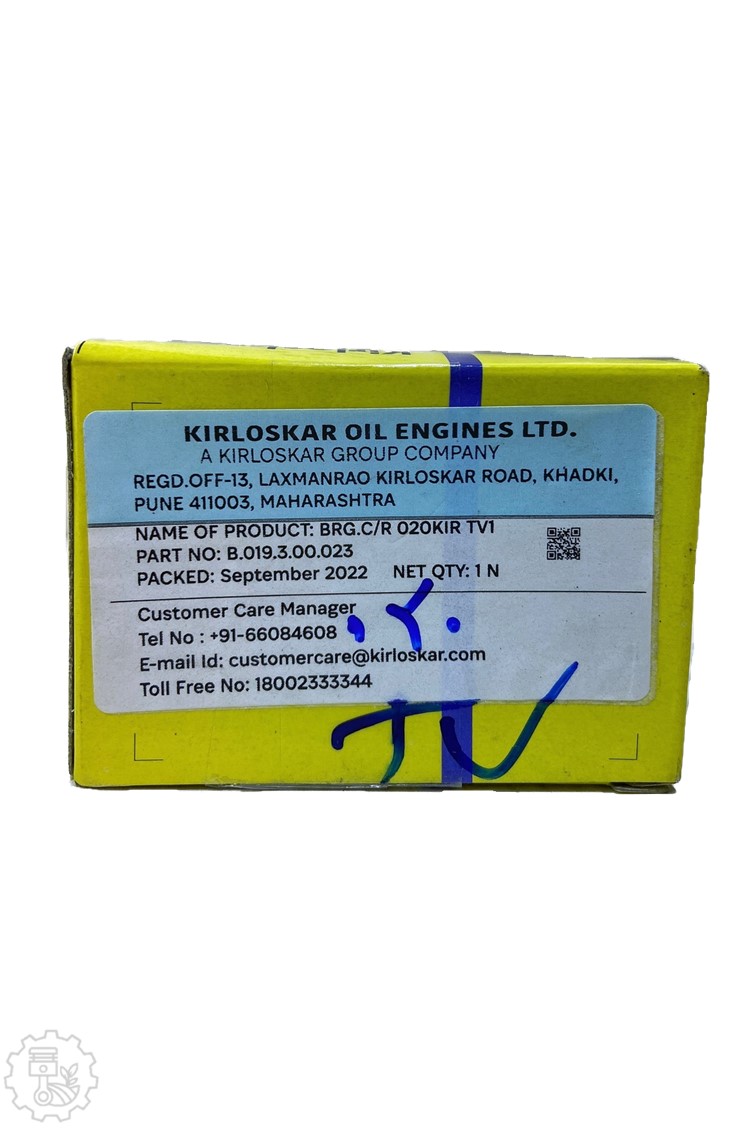 KIRLOSKAR OIL ENGINES LTD.
A KIRLOSKAR GROUP COMPANY
REGD.OFF-13, LAXMANRAO KIRLOSKAR ROAD, KHADKI,
PUNE 411003, MAHARASHTRA
NAME OF PRODUCT: BRG.C/R 020KIR TV1
PART NO: B.019.3.00.023
PACKED: September 2022 NET QTY: 1 N
Customer Care Manager
Tel No : +91-66084608
.٢.
E-mail Id: customercare@kirloskar.com
Toll Free No: 18002333344
TV